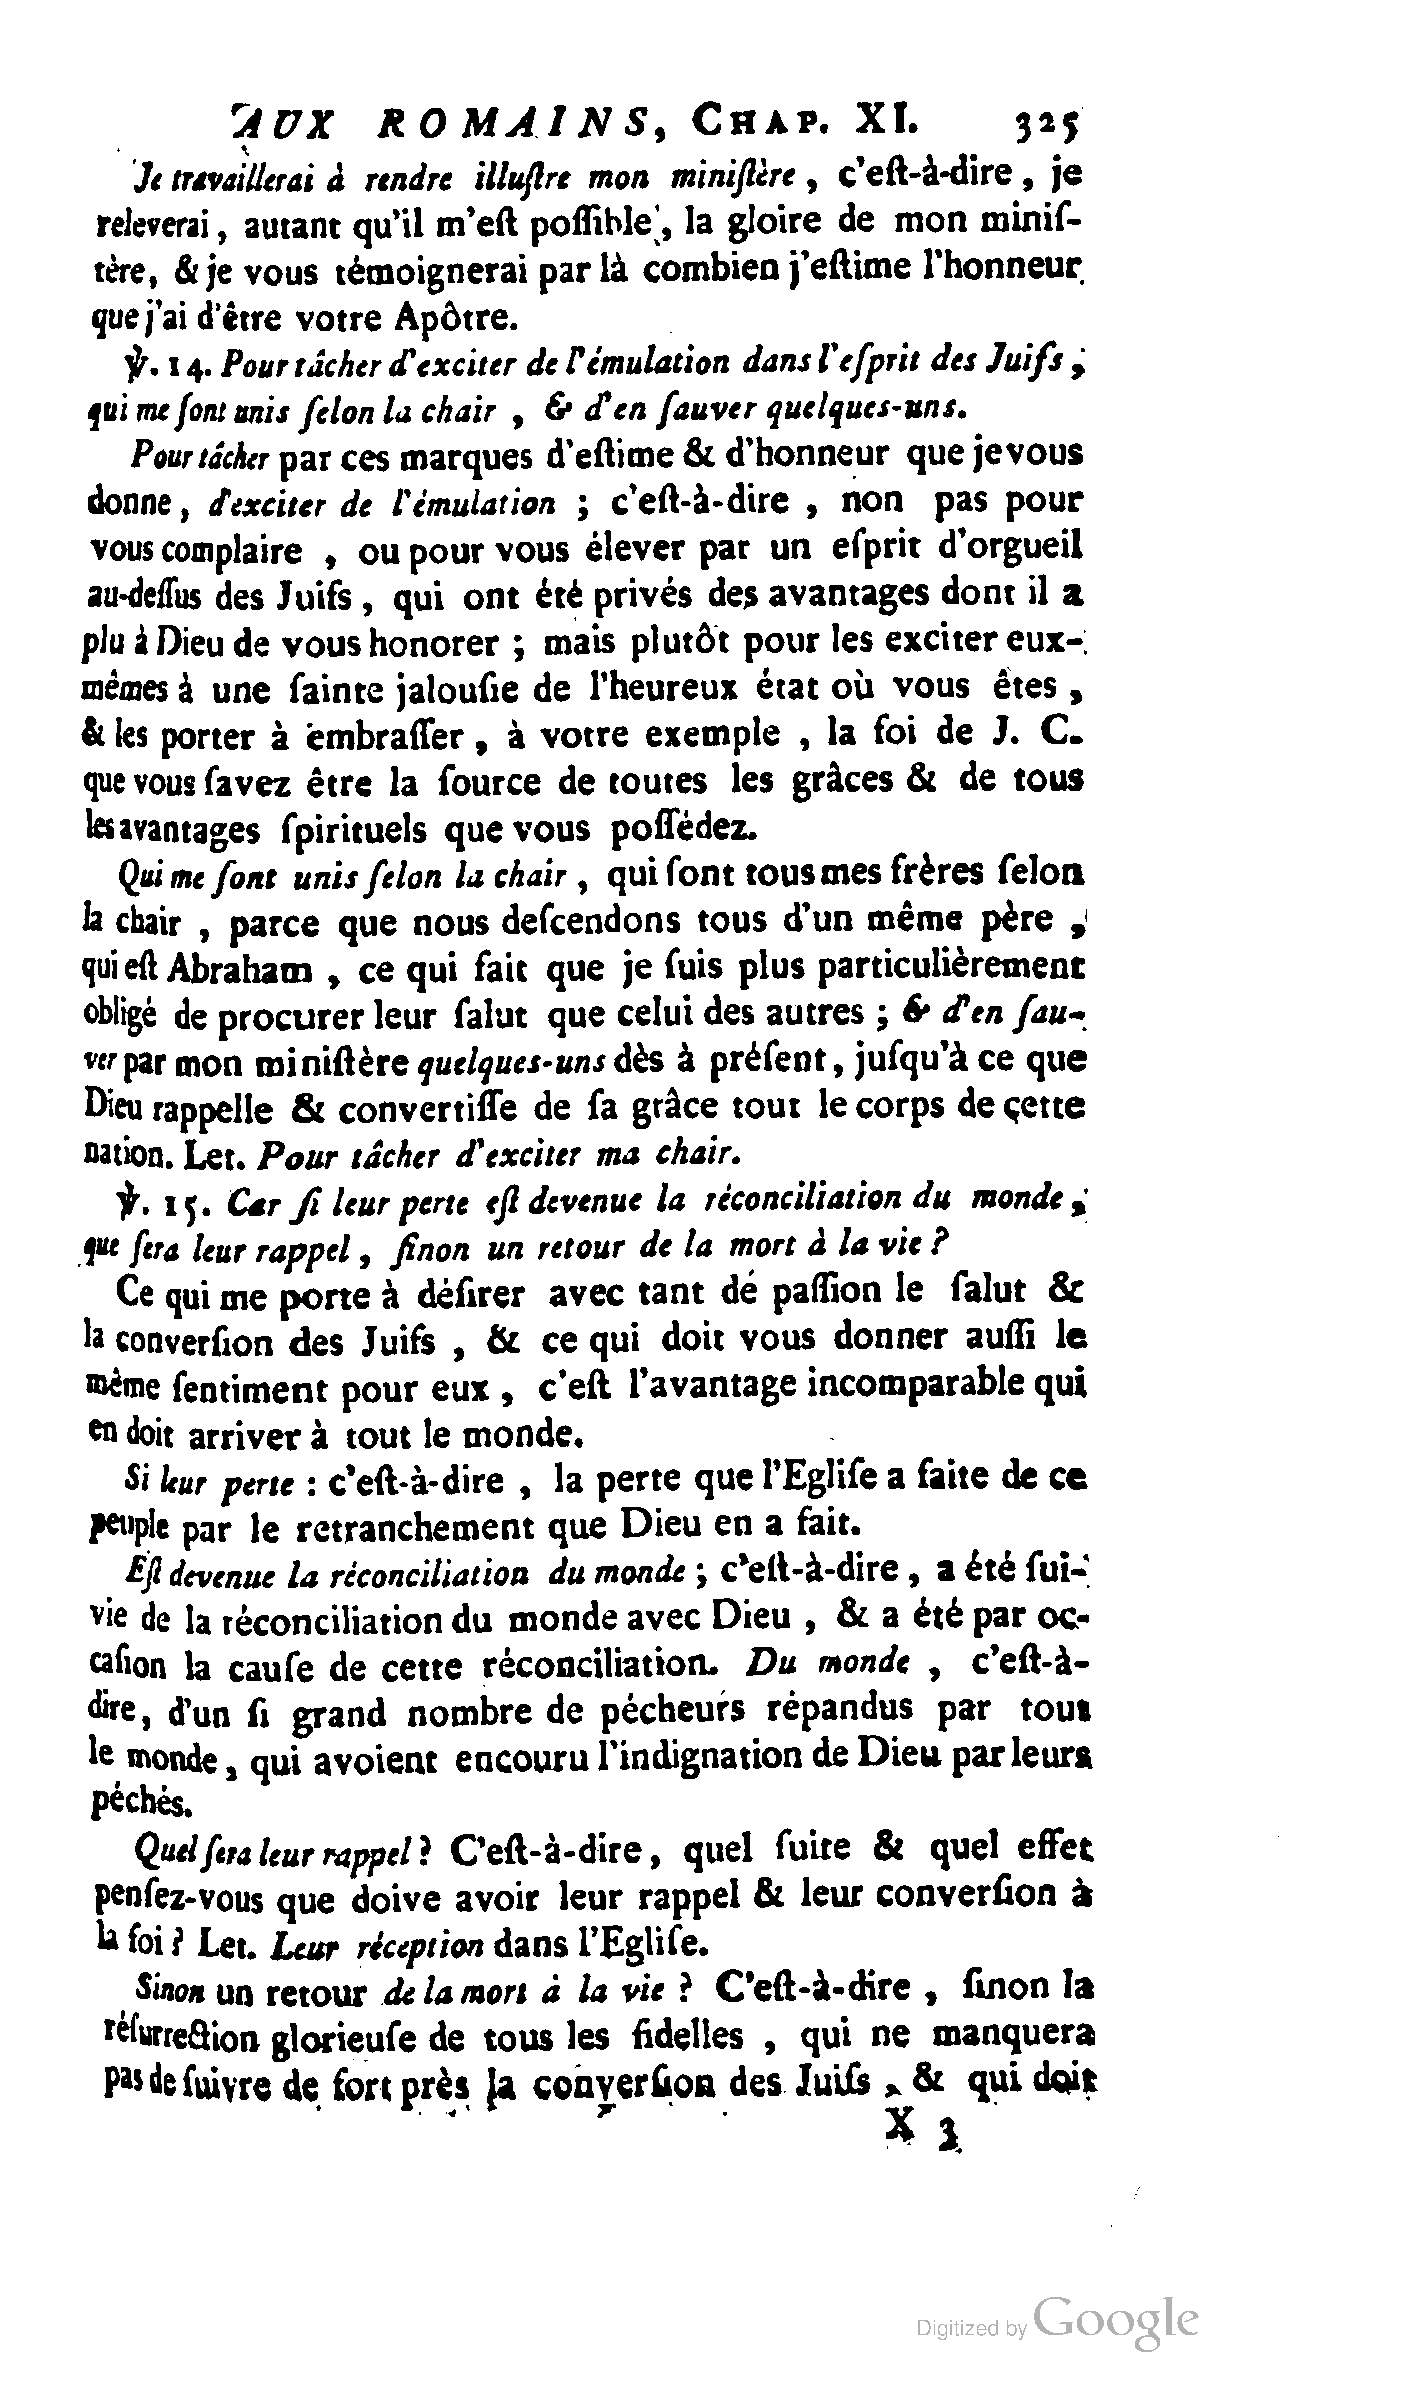 AUX ROMAINS, CHAP. XI. 325
Je travaillerai à rendre illuſtre mon miniſtère, c'eſt-à-dire, je
releverai, autant qu'il m'eſt poſſible, la gloire de mon miniſ-
tère, & je vous témoignerai par là combien j'eſtime l'honneur
que j'ai d'être votre Apôtre.
℣. 14. Pour tâcher d'exciter de l'émulation dans l'eſprit des Juifs,
qui me ſont unis ſelon la chair, & d'en ſauver quelques-uns.
Pour tâcher par ces marques d'eſtime & d'honneur que je vous
donne, d'exciter de l'émulation ; c'eſt-à-dire, non pas pour
vous complaire, ou pour vous élever par un eſprit d'orgueil
au-deſſus des Juifs, qui ont été privés des avantages dont il a
plu à Dieu de vous honorer ; mais plutôt pour les exciter eux-
mêmes à une ſainte jalouſie de l'heureux état où vous êtes,
& les porter à embraſſer, à votre exemple, la foi de J. C.
que vous ſavez être la ſource de toutes les grâces & de tous
les avantages ſpirituels que vous poſſédez.
Qui me ſont unis ſelon la chair, qui ſont tous mes frères ſelon
la chair, parce que nous deſcendons tous d'un même père,
qui eſt Abraham, ce qui fait que je ſuis plus particulièrement
obligé de procurer leur ſalut que celui des autres ; & d'en ſau-
ver par mon miniſtère quelques-uns dès à préſent, juſqu'à ce que
Dieu rappelle & convertiſſe de ſa grâce tout le corps de cette
nation. Let. Pour tâcher d'exciter ma chair.
℣. 15. Car ſi leur perte eſt devenue la réconciliation du monde,
que ſera leur rappel, ſinon un retour de la mort à la vie ?
Ce qui me porte à déſirer avec tant de paſſion le ſalut &
la converſion des Juifs, & ce qui doit vous donner auſſi le
même ſentiment pour eux, c'eſt l'avantage incomparable qui
en doit arriver à tout le monde.
Si leur perte : c'eſt-à-dire, la perte que l'Egliſe a faite de ce
peuple par le retranchement que Dieu en a fait.
Eſt devenue la réconciliation du monde ; c'eſt-à-dire, a été ſui-
vie de la réconciliation du monde avec Dieu, & a été par oc-
caſion la cauſe de cette réconciliation. Du monde, c'eſt-à-
dire, d'un ſi grand nombre de pécheurs répandus par tout
le monde, qui avoient encouru l'indignation de Dieu par leurs
péchés.
Quel ſera leur rappel ? C'eſt-à-dire, quel ſuite & quel effet
penſez-vous que doive avoir leur rappel & leur converſion à
la foi ? Let. Leur réception dans l'Egliſe.
Sinon un retour de la mort à la vie ? C'eſt-à-dire, ſinon la
réſurrection glorieuſe de tous les fidelles, qui ne manquera
pas de ſuivre de fort près la converſion des Juifs, & qui doit
X 3
Digitized by Google